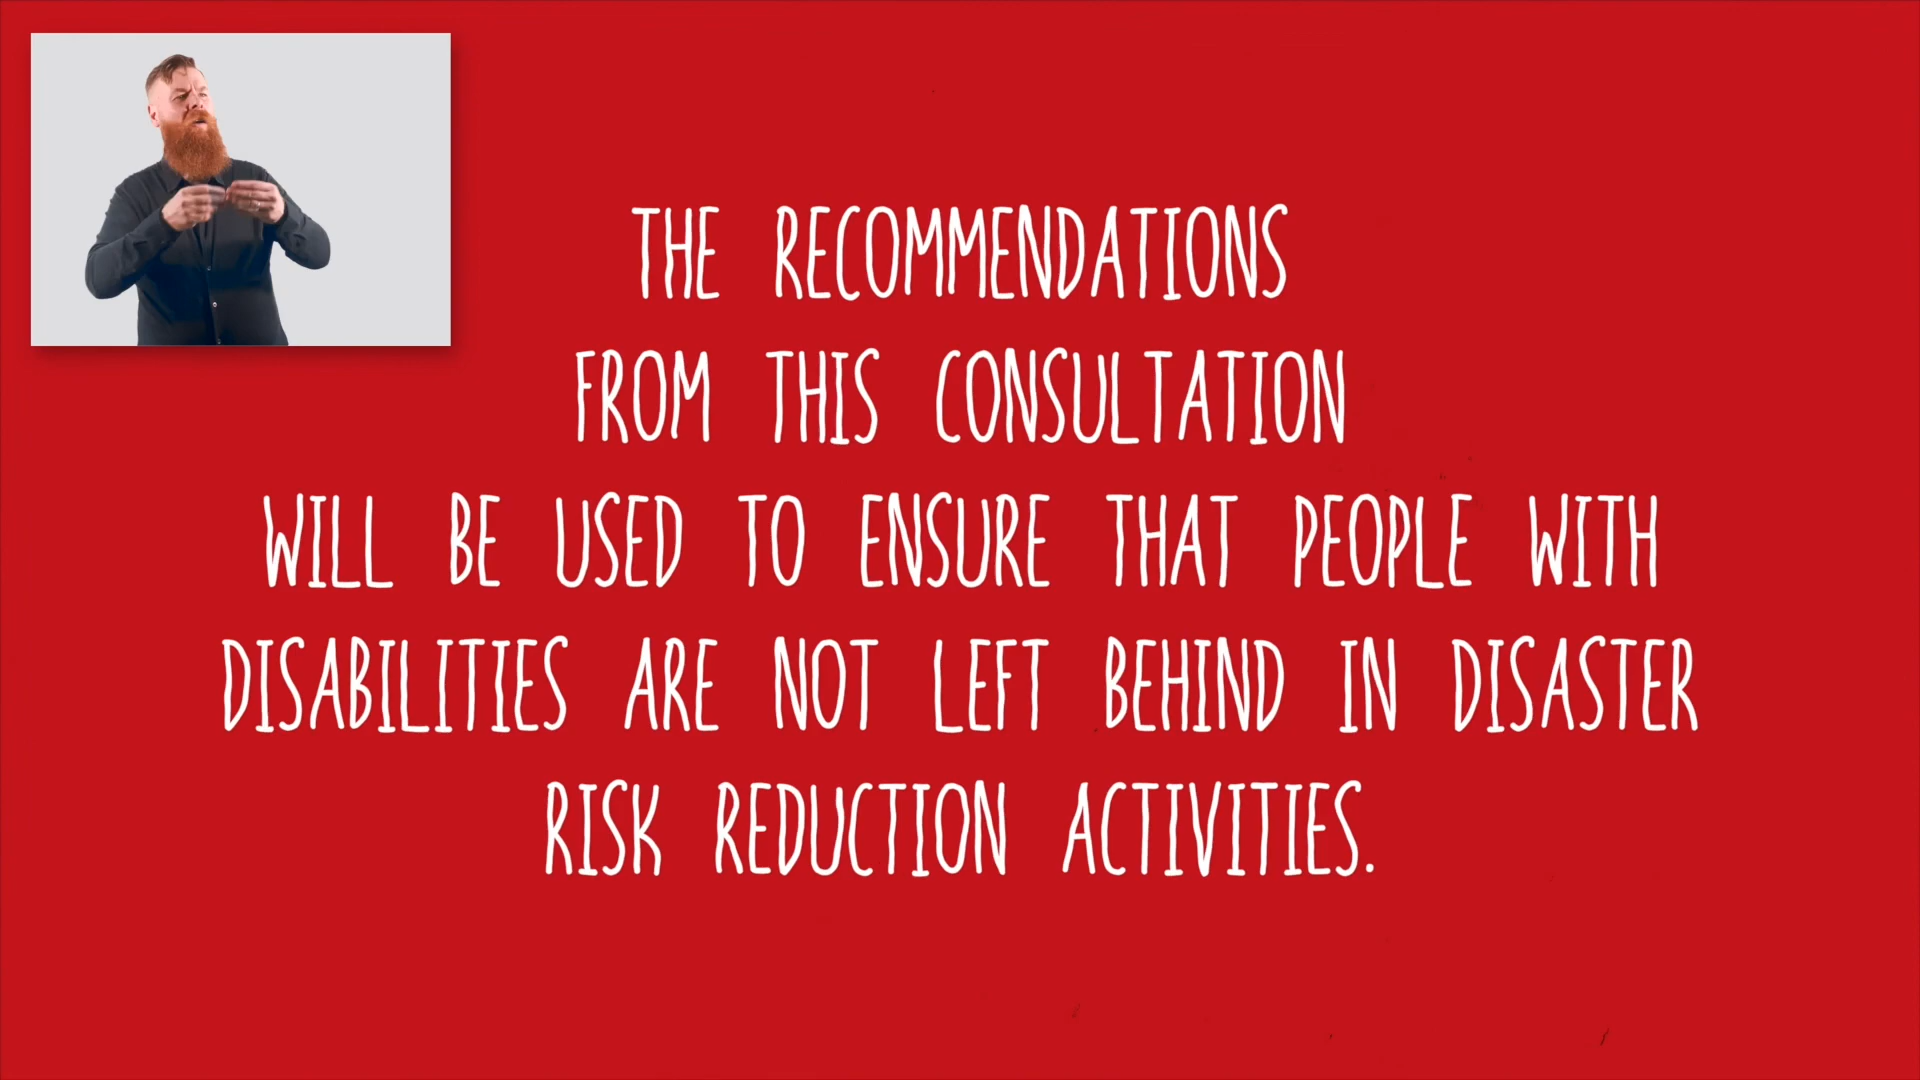 THE RECOMMENDATIONS
FROM THIS CONSULTATION
WILL BE USED TO ENSURE THAT PEOPLE WITH
DISABILITIES ARE NOT LEFT BEHIND IN DISASTER
RISK REDUCTION ACTIVITIES.